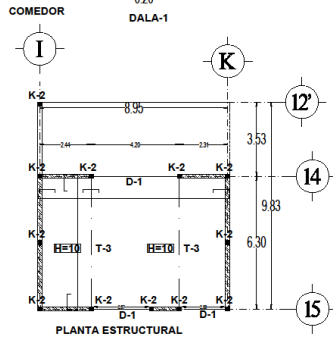 0.20
COMEDOR
DALA-1
I
K
K-2
8.95
12'
2.44 4.20 2.31
3.53
K-2 K-2 K-2 K-2
D-1
14
9.83
K-2 K-2
H=10 T-3 H=10 T-3
6.30
K-2 K-2 K-2 K-2
D-1 D-1
15
PLANTA ESTRUCTURAL